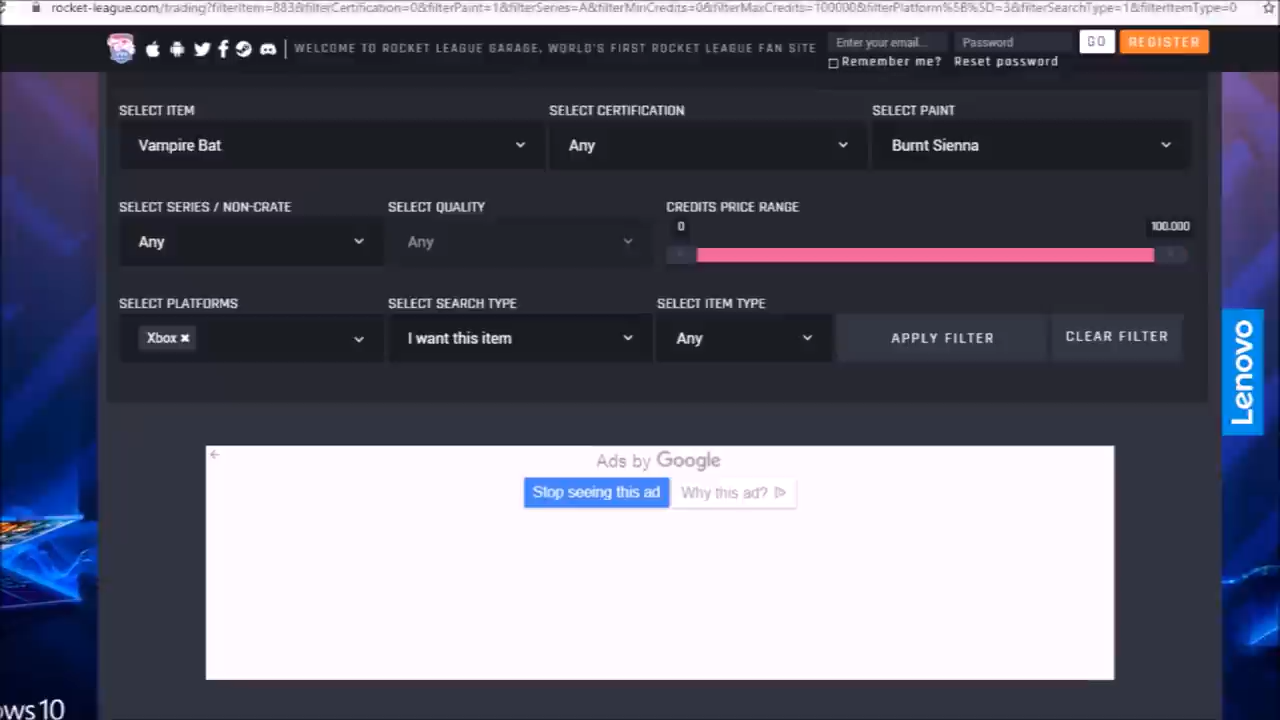 rocket-league.com/trading?filterItem=883&filterCertification=0&filterPaint=1&filterSeries=A&filterMinCredits=0&filterMaxCredits=100000&filterPlatform%5B%5D=3&filterSearchType=1&filterItemType=0
WELCOME TO ROCKET LEAGUE GARAGE, WORLD'S FIRST ROCKET LEAGUE FAN SITE
Enter your email... Password GO REGISTER
Remember me? Reset password
SELECT ITEM SELECT CERTIFICATION SELECT PAINT
Vampire Bat Any Burnt Sienna
SELECT SERIES / NON-CRATE SELECT QUALITY CREDITS PRICE RANGE
0 100.000
Any Any
SELECT PLATFORMS SELECT SEARCH TYPE SELECT ITEM TYPE
Xbox I want this item Any APPLY FILTER CLEAR FILTER
Lenovo
Ads by Google
Stop seeing this ad Why this ad?
ows 10